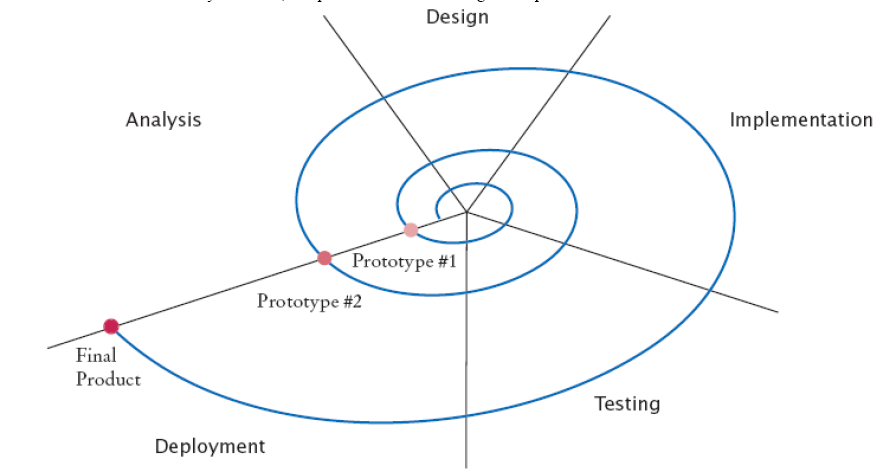 Design
Analysis
Implementation
Prototype #1
Prototype #2
Final
Product
Testing
Deployment